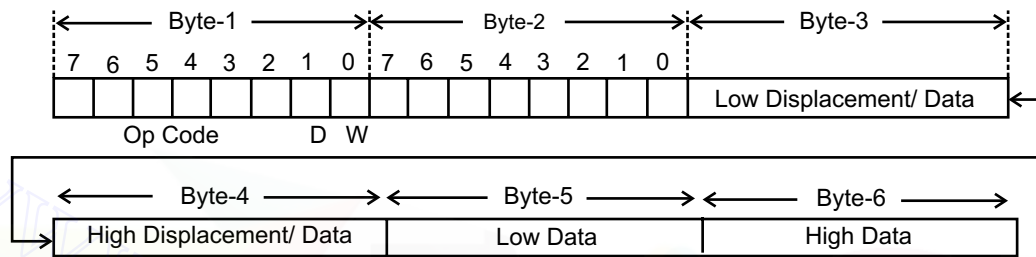 Byte-1 Byte-2 Byte-3
7 6 5 4 3 2 1 0 7 6 5 4 3 2 1 0
Low Displacement/ Data
Op Code D W
Byte-4 Byte-5 Byte-6
High Displacement/ Data Low Data High Data